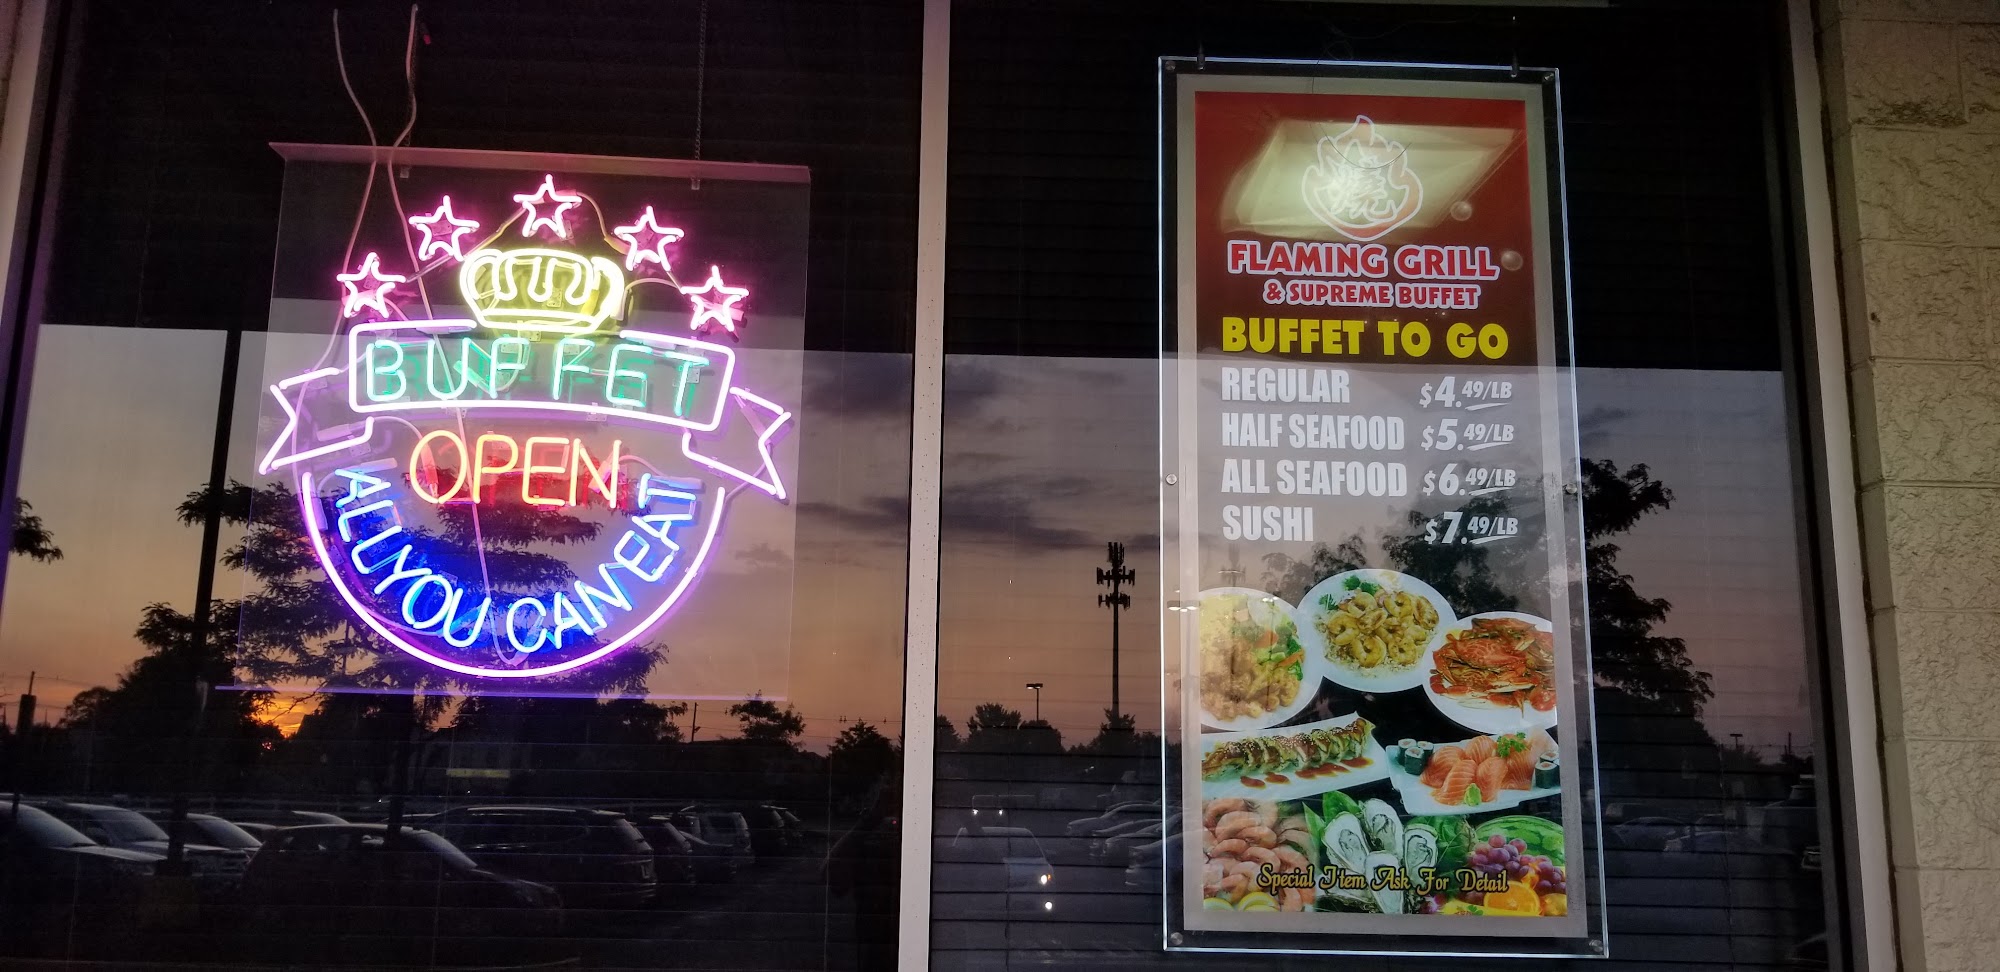 BUFFET
OPEN
ALL YOU CAN EAT
燒
FLAMING GRILL
& SUPREME BUFFET
BUFFET TO GO
REGULAR $4.49/LB
HALF SEAFOOD $5.49/LB
ALL SEAFOOD $6.49/LB
SUSHI $7.49/LB
Special Item Ask For Detail